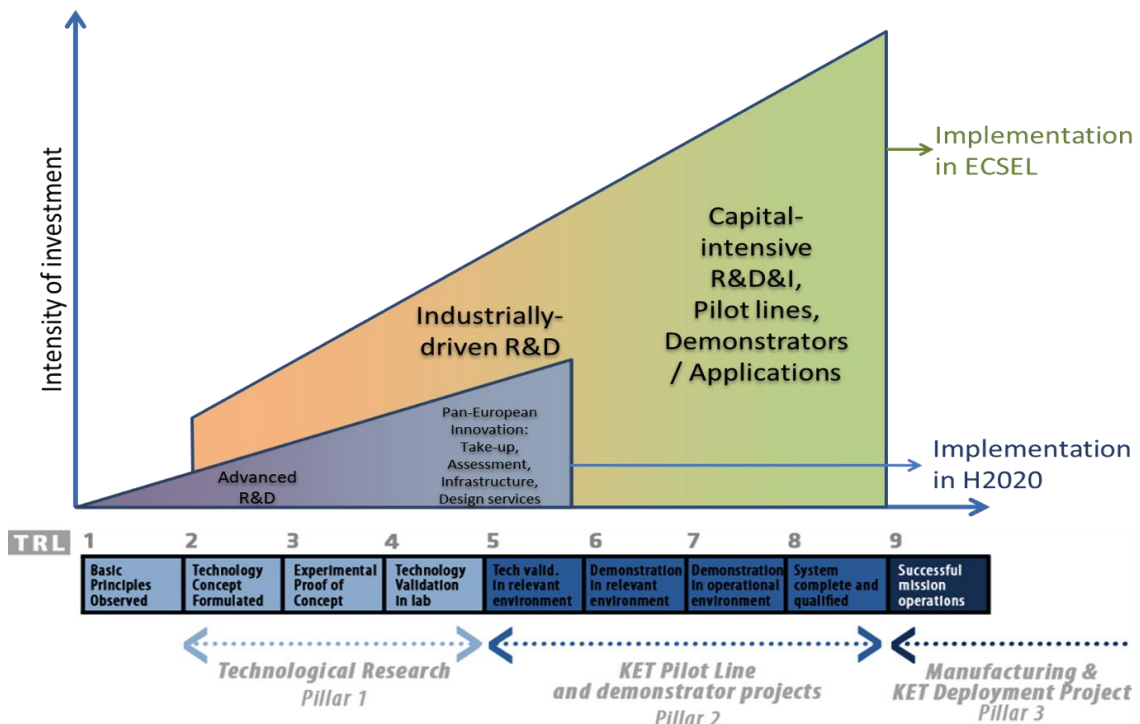 Intensity of investment
Implementation
in ECSEL
Capital-
intensive
R&D&I,
Pilot lines,
Demonstrators
/ Applications
Industrially-
driven R&D
Pan-European
Innovation:
Take-up,
Assessment,
Infrastructure,
Design services
Advanced
R&D
Implementation
in H2020
TRL 1 2 3 4 5 6 7 8 9
Basic
Principles
Observed
Technology
Concept
Formulated
Experimental
Proof of
Concept
Technology
Validation
In lab
Tech valid.
In relevant
environment
Demonstration
in relevant
environment
Demonstration
in operational
environment
System
complete and
qualified
Successful
mission
operations
Technological Research
Pillar 1
KET Pilot Line
and demonstrator projects
Pillar 2
Manufacturing &
KET Deployment Project
Pillar 3